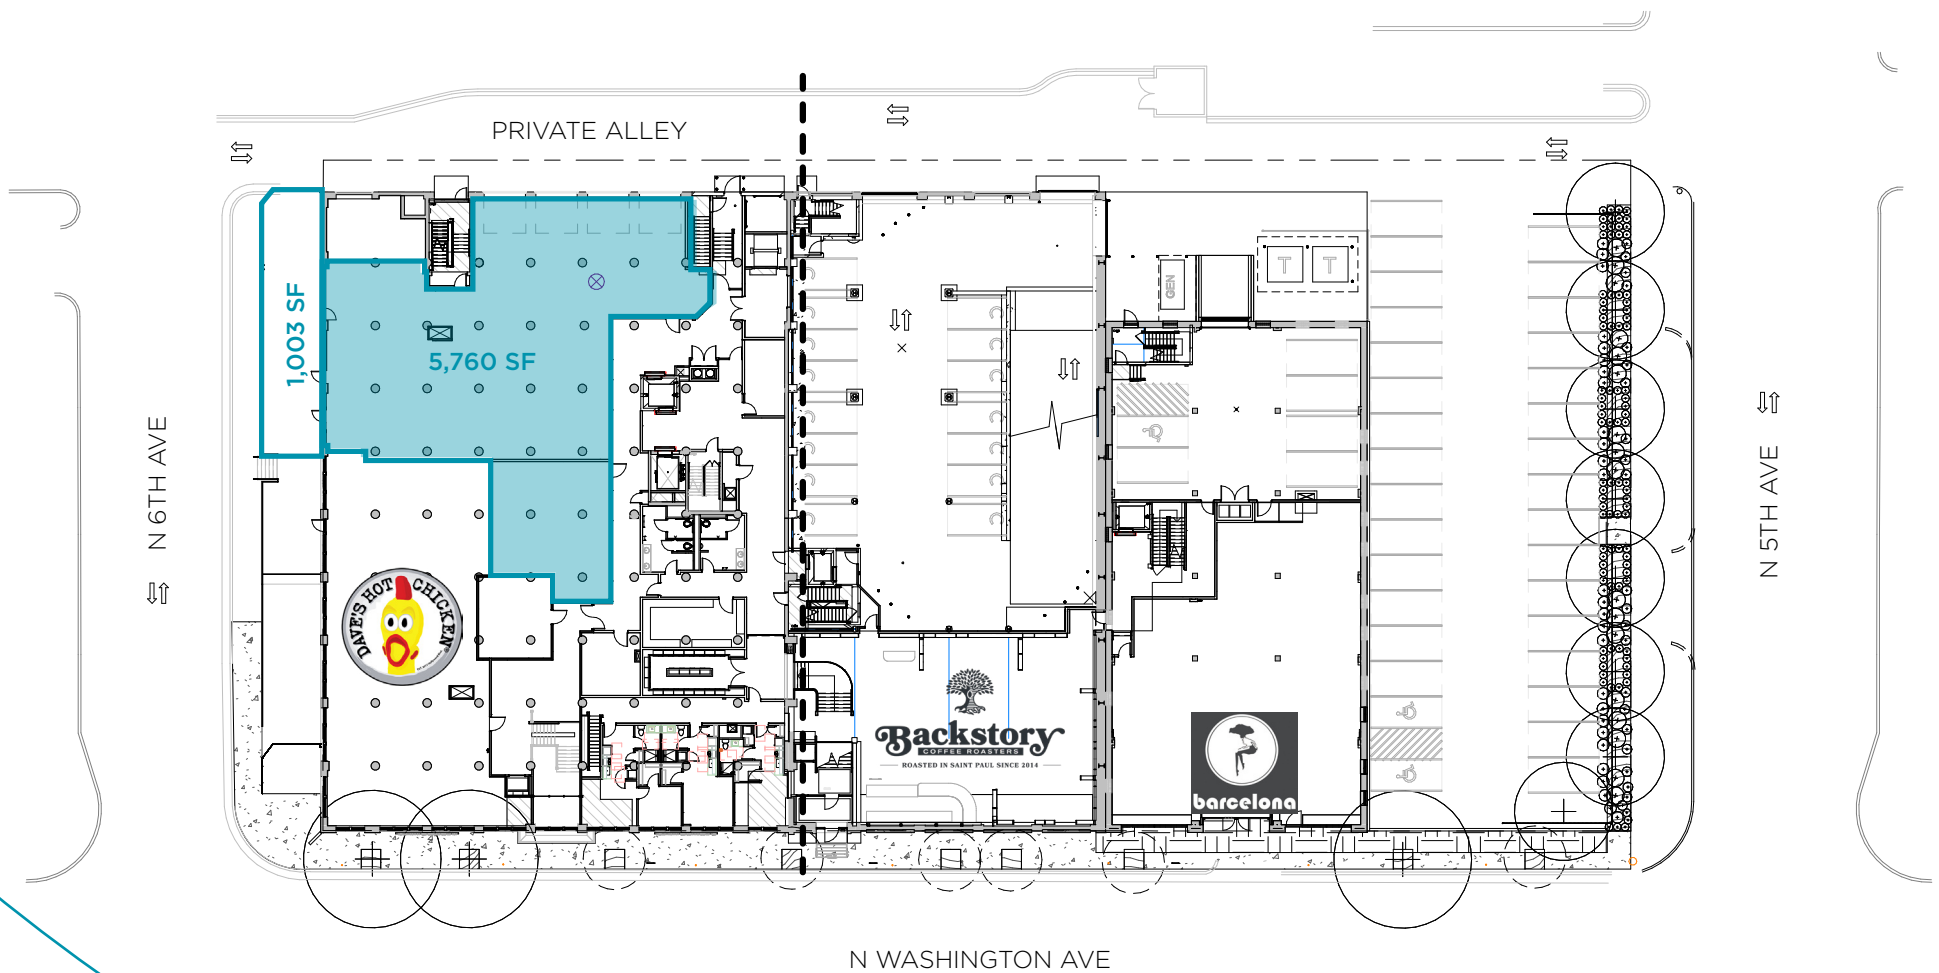 PRIVATE ALLEY
1,003 SF
5,760 SF
GEN
T
T
N 6TH AVE
N 5TH AVE
DAVE'S HOT CHICKEN
Backstory
COFFEE ROASTERS
ROASTED IN SAINT PAUL SINCE 2014
barcelona
N WASHINGTON AVE